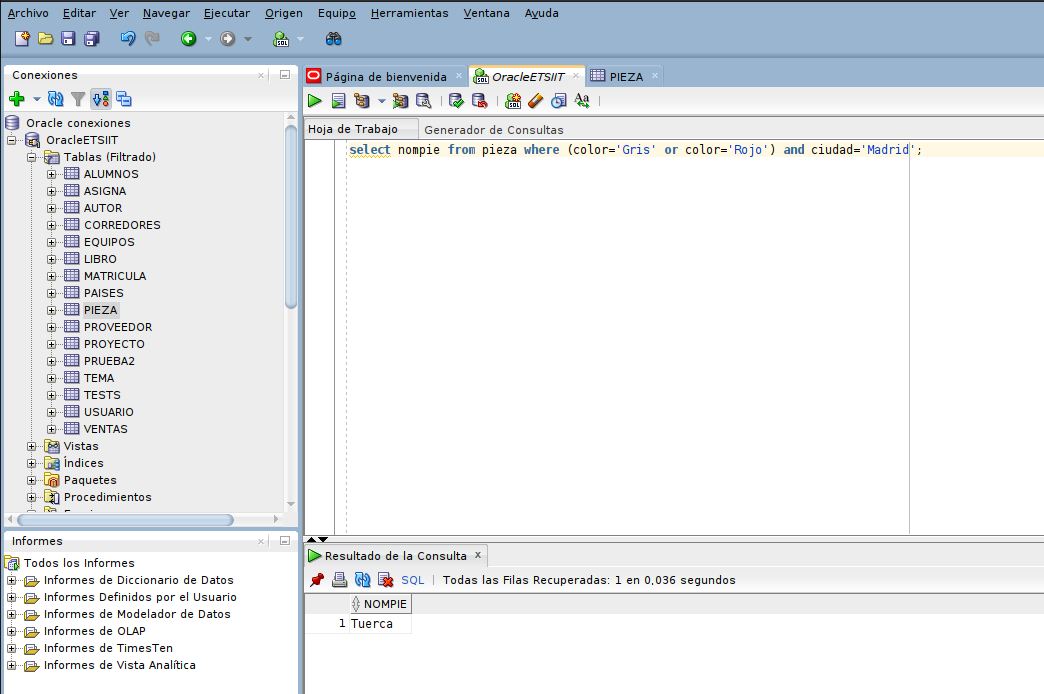 Archivo Editar Ver Navegar Ejecutar Origen Equipo Herramientas Ventana Ayuda
SQL
Conexiones
Oracle conexiones
OracleETSIIT
Tablas (Filtrado)
ALUMNOS
ASIGNA
AUTOR
CORREDORES
EQUIPOS
LIBRO
MATRICULA
PAISES
PIEZA
PROVEEDOR
PROYECTO
PRUEBA2
TEMA
TESTS
USUARIO
VENTAS
Vistas
Índices
Paquetes
Procedimientos
Informes
Todos los Informes
Informes de Diccionario de Datos
Informes Definidos por el Usuario
Informes de Modelador de Datos
Informes de OLAP
Informes de TimesTen
Informes de Vista Analítica
Página de bienvenida OracleETSIIT PIEZA
SQL Aa
Hoja de Trabajo Generador de Consultas
select nompie from pieza where (color='Gris' or color='Rojo') and ciudad='Madrid';
Resultado de la Consulta x
SQL Todas las Filas Recuperadas: 1 en 0,036 segundos
NOMPIE
1 Tuerca